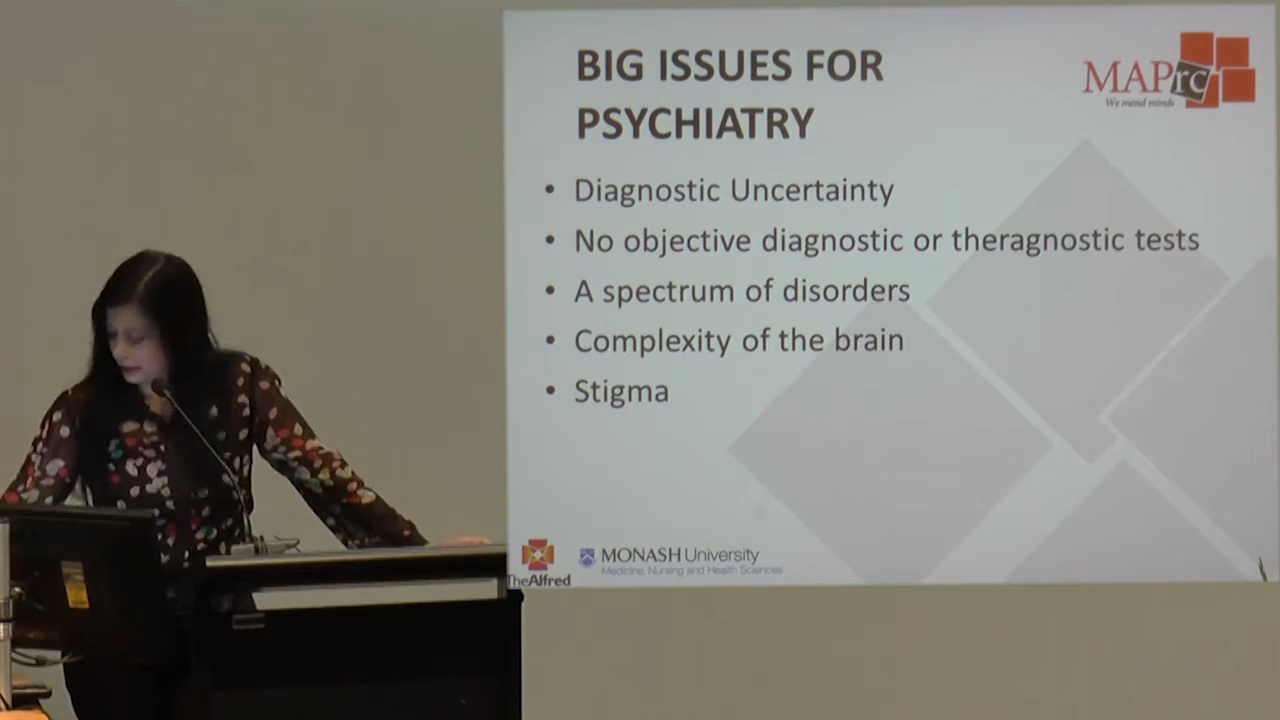 BIG ISSUES FOR
PSYCHIATRY
MAPrc
We mend minds
• Diagnostic Uncertainty
• No objective diagnostic or theragnostic tests
• A spectrum of disorders
• Complexity of the brain
• Stigma
TheAlfred
MONASH University
Medicine, Nursing and Health Sciences